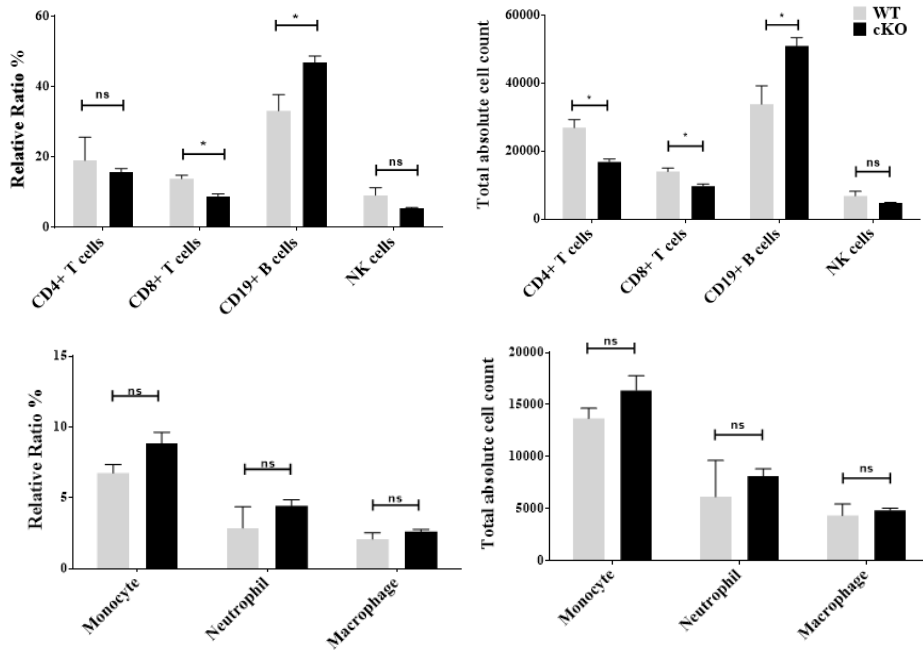 Relative Ratio %
60
40
20
0
ns
*
*
ns
CD4+ T cells
CD8+ T cells
CD19+ B cells
NK cells
Total absolute cell count
60000
40000
20000
0
*
*
*
ns
CD4+ T cells
CD8+ T cells
CD19+ B cells
NK cells
WT
cKO
Relative Ratio %
15
10
5
0
ns
ns
ns
Monocyte
Neutrophil
Macrophage
Total absolute cell count
20000
15000
10000
5000
0
ns
ns
ns
Monocyte
Neutrophil
Macrophage